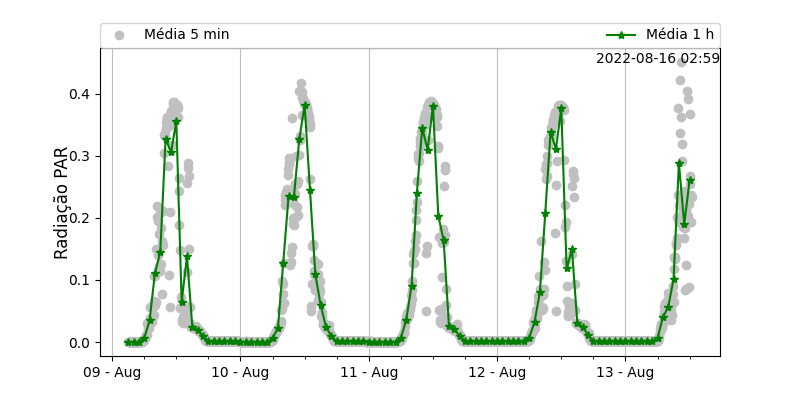 Média 5 min
Média 1 h
2022-08-16 02:59
Radiação PAR
0.4
0.3
0.2
0.1
0.0
09 - Aug
10 - Aug
11 - Aug
12 - Aug
13 - Aug